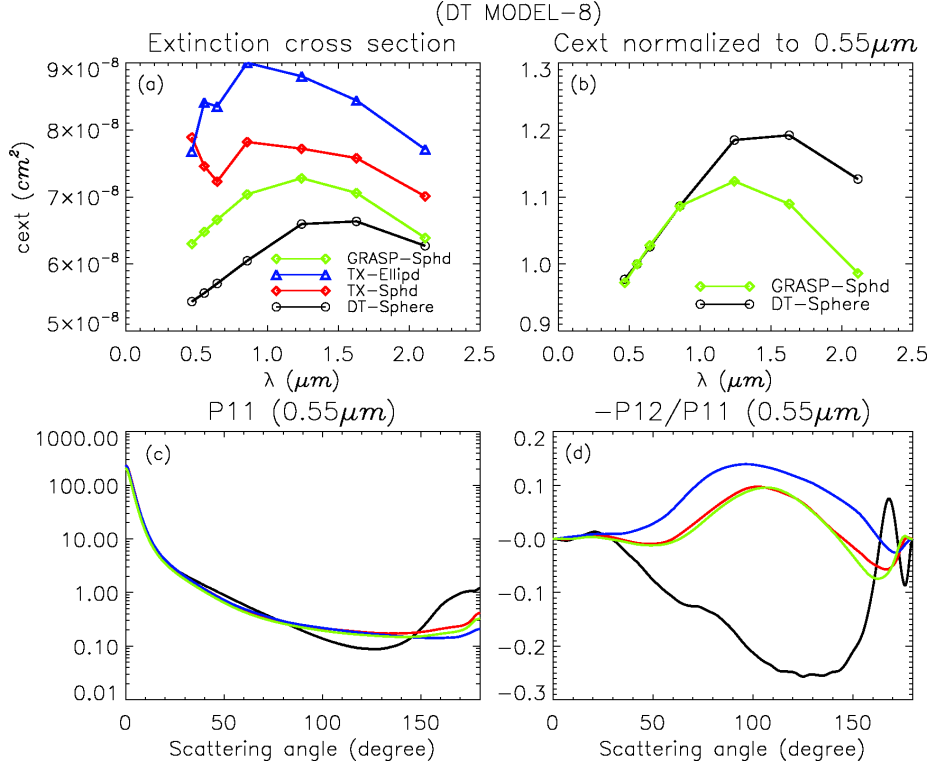 (DT MODEL-8)
Extinction cross section
Cext normalized to 0.55μm
(a)
9×10⁻⁸
8×10⁻⁸
7×10⁻⁸
6×10⁻⁸
5×10⁻⁸
cext (cm²)
GRASP-Sphd
TX-Ellipd
TX-Sphd
DT-Sphere
0.0 0.5 1.0 1.5 2.0 2.5
λ (μm)
(b)
1.3
1.2
1.1
1.0
0.9
GRASP-Sphd
DT-Sphere
0.0 0.5 1.0 1.5 2.0 2.5
λ (μm)
P11 (0.55μm)
-P12/P11 (0.55μm)
(c)
1000.00
100.00
10.00
1.00
0.10
0.01
0 50 100 150
Scattering angle (degree)
(d)
0.2
0.1
-0.0
-0.1
-0.2
-0.3
0 50 100 150
Scattering angle (degree)